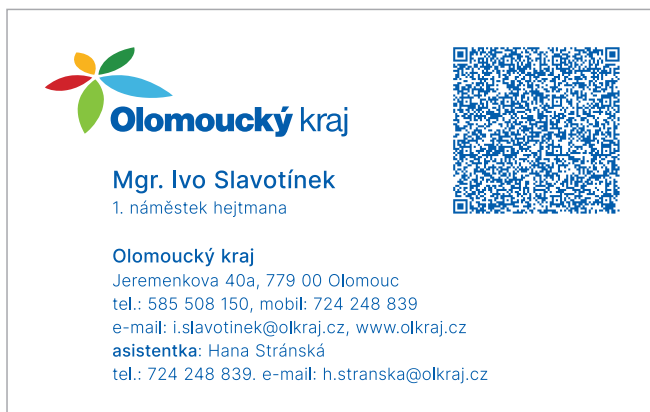 Olomoucký kraj
Mgr. Ivo Slavotínek
1. náměstek hejtmana
Olomoucký kraj
Jeremenkova 40a, 779 00 Olomouc
tel.: 585 508 150, mobil: 724 248 839
e-mail: i.slavotinek@olkraj.cz, www.olkraj.cz
asistentka: Hana Stránská
tel.: 724 248 839. e-mail: h.stranska@olkraj.cz